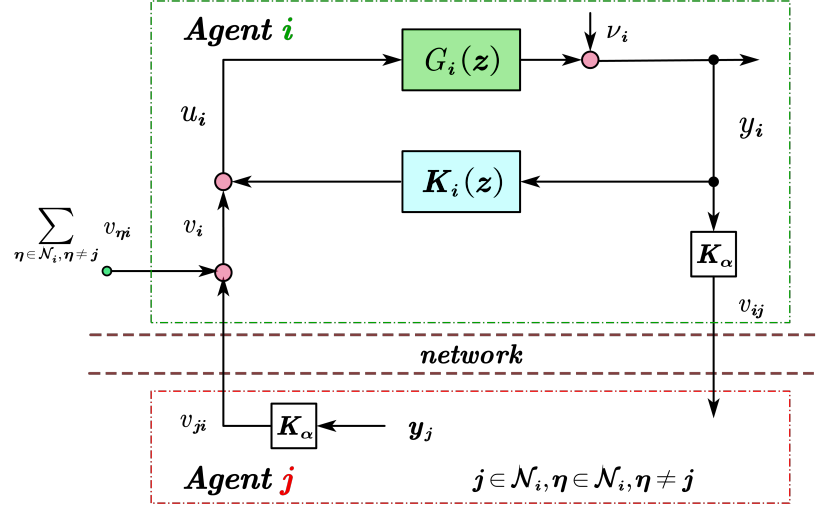 Agent i
G_i(z)
ν_i
u_i
y_i
K_i(z)
∑ v_{ηi}
η∈𝒩_i, η≠j
v_i
K_α
v_{ij}
network
v_{ji}
K_α
y_j
Agent j
j∈𝒩_i, η∈𝒩_i, η≠j